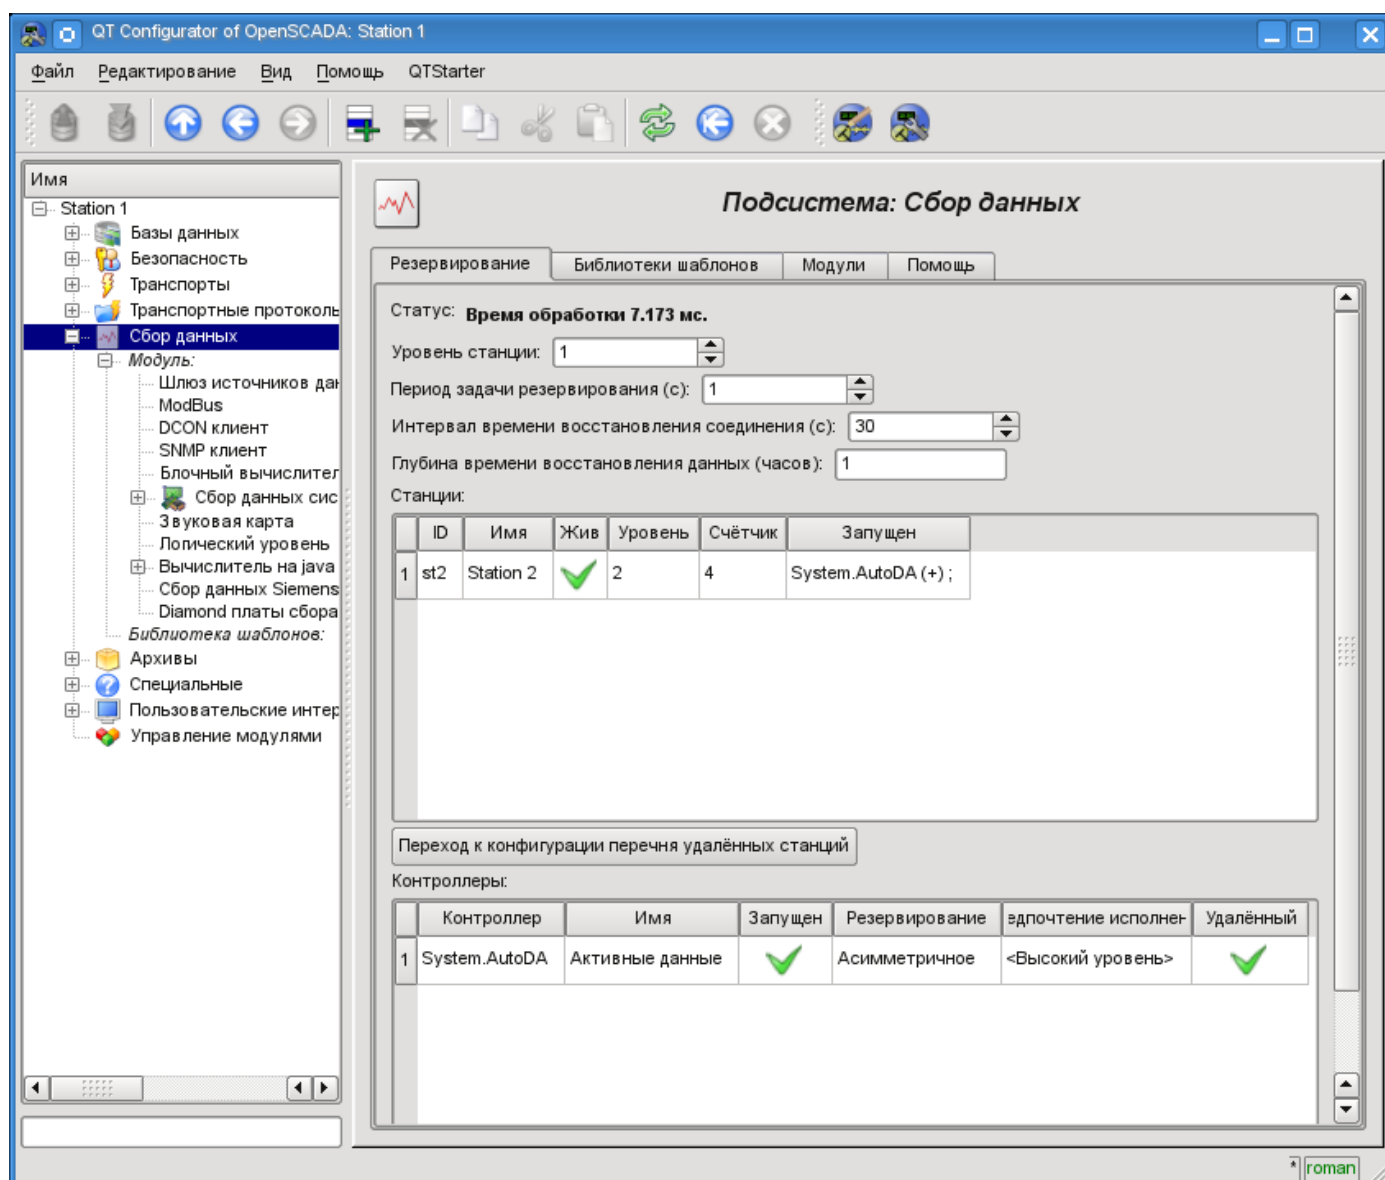 QT Configurator of OpenSCADA: Station 1
Файл Редактирование Вид Помощь QTStarter
Имя
Station 1
Базы данных
Безопасность
Транспорты
Транспортные протоколь
Сбор данных
Модуль:
Шлюз источников дан
ModBus
DCON клиент
SNMP клиент
Блочный вычислител
Сбор данных сис
Звуковая карта
Логический уровень
Вычислитель на java
Сбор данных Siemens
Diamond платы сбора
Библиотека шаблонов:
Архивы
Специальные
Пользовательские интер
Управление модулями
Подсистема: Сбор данных
Резервирование Библиотеки шаблонов Модули Помощь
Статус: Время обработки 7.173 мс.
Уровень станции: 1
Период задачи резервирования (с): 1
Интервал времени восстановления соединения (с): 30
Глубина времени восстановления данных (часов): 1
Станции:
ID Имя Жив Уровень Счётчик Запущен
1 st2 Station 2 2 4 System.AutoDA (+) ;
Переход к конфигурации перечня удалённых станций
Контроллеры:
Контроллер Имя Запущен Резервирование едпочтение исполнен Удалённый
1 System.AutoDA Активные данные Асимметричное <Высокий уровень>
* roman